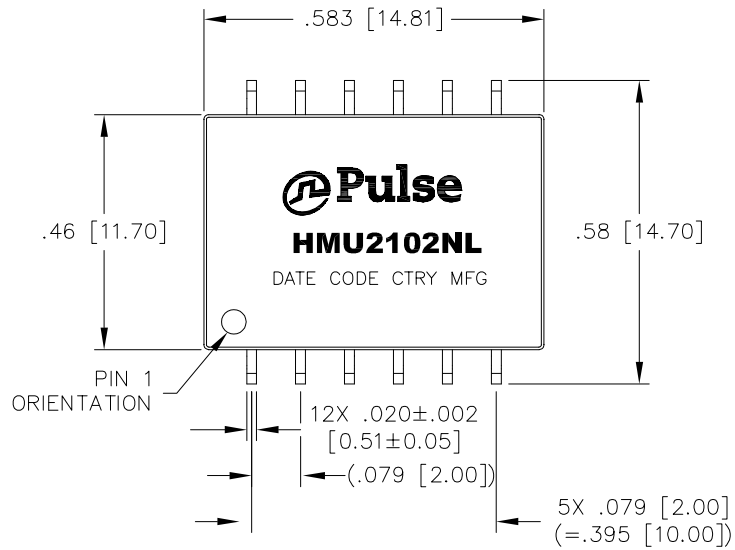 .583 [14.81]
.46 [11.70]
Pulse
HMU2102NL
DATE CODE CTRY MFG
.58 [14.70]
PIN 1
ORIENTATION
12X .020±.002
[0.51±0.05]
(.079 [2.00])
5X .079 [2.00]
(=.395 [10.00])